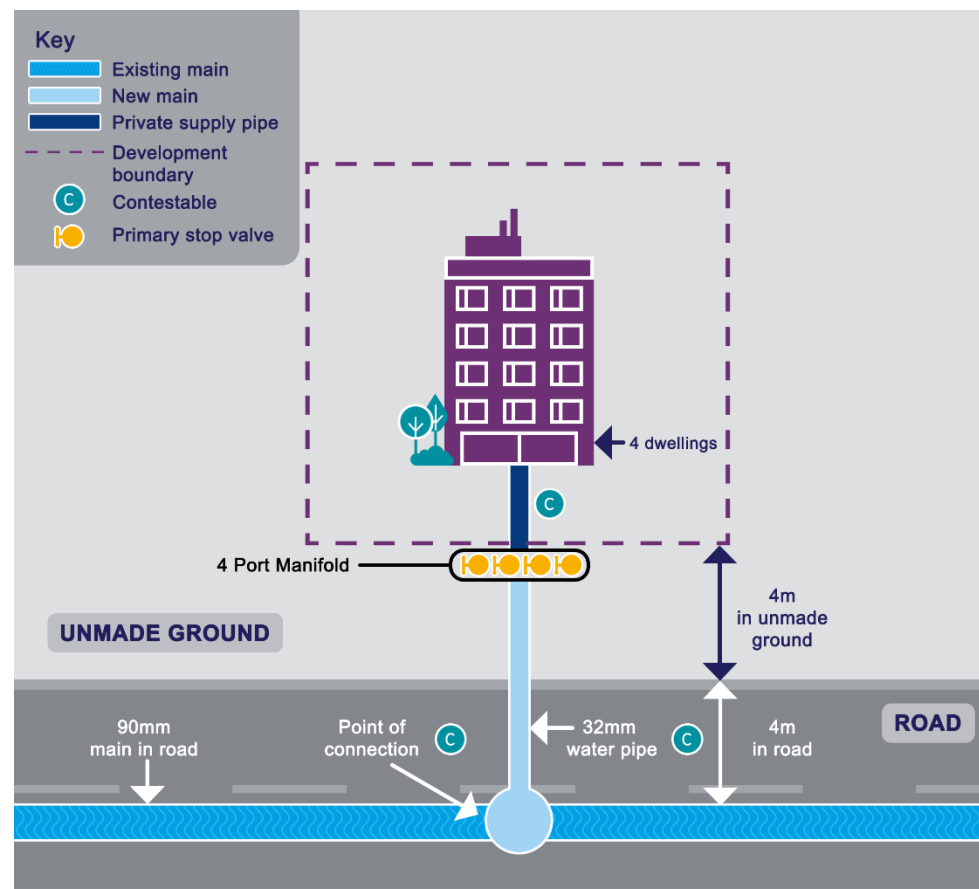 Key
Existing main
New main
Private supply pipe
Development
boundary
C
Contestable
Primary stop valve
4 dwellings
C
4 Port Manifold
4m
in unmade
ground
UNMADE GROUND
90mm
main in road
Point of
connection
C
32mm
water pipe
C
4m
in road
ROAD